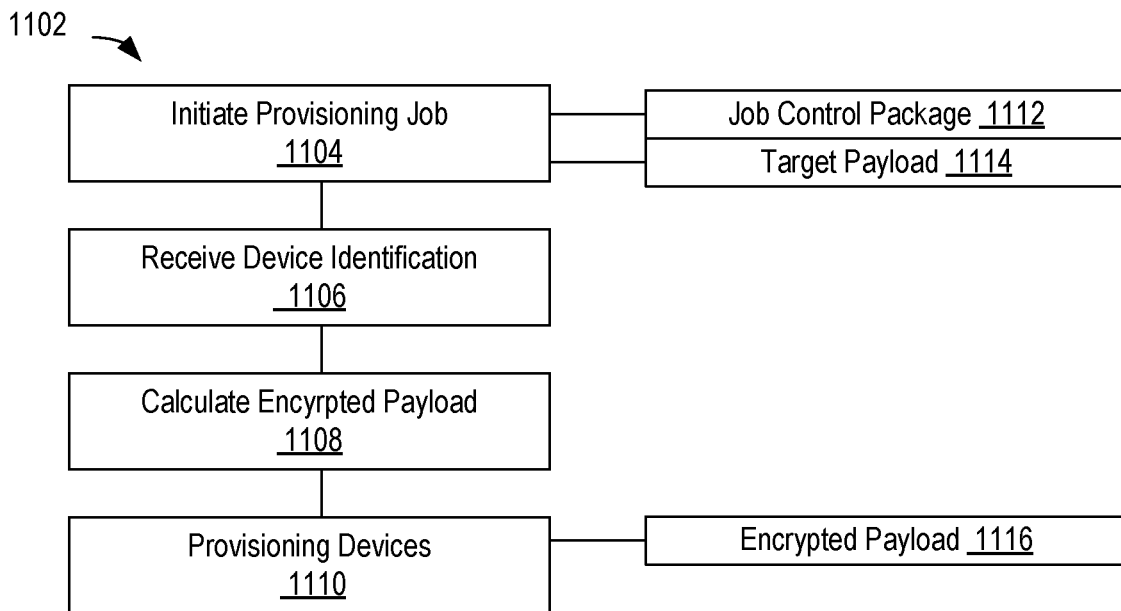 1102
Initiate Provisioning Job
1104
Job Control Package 1112
Target Payload 1114
Receive Device Identification
1106
Calculate Encyrpted Payload
1108
Provisioning Devices
1110
Encrypted Payload 1116